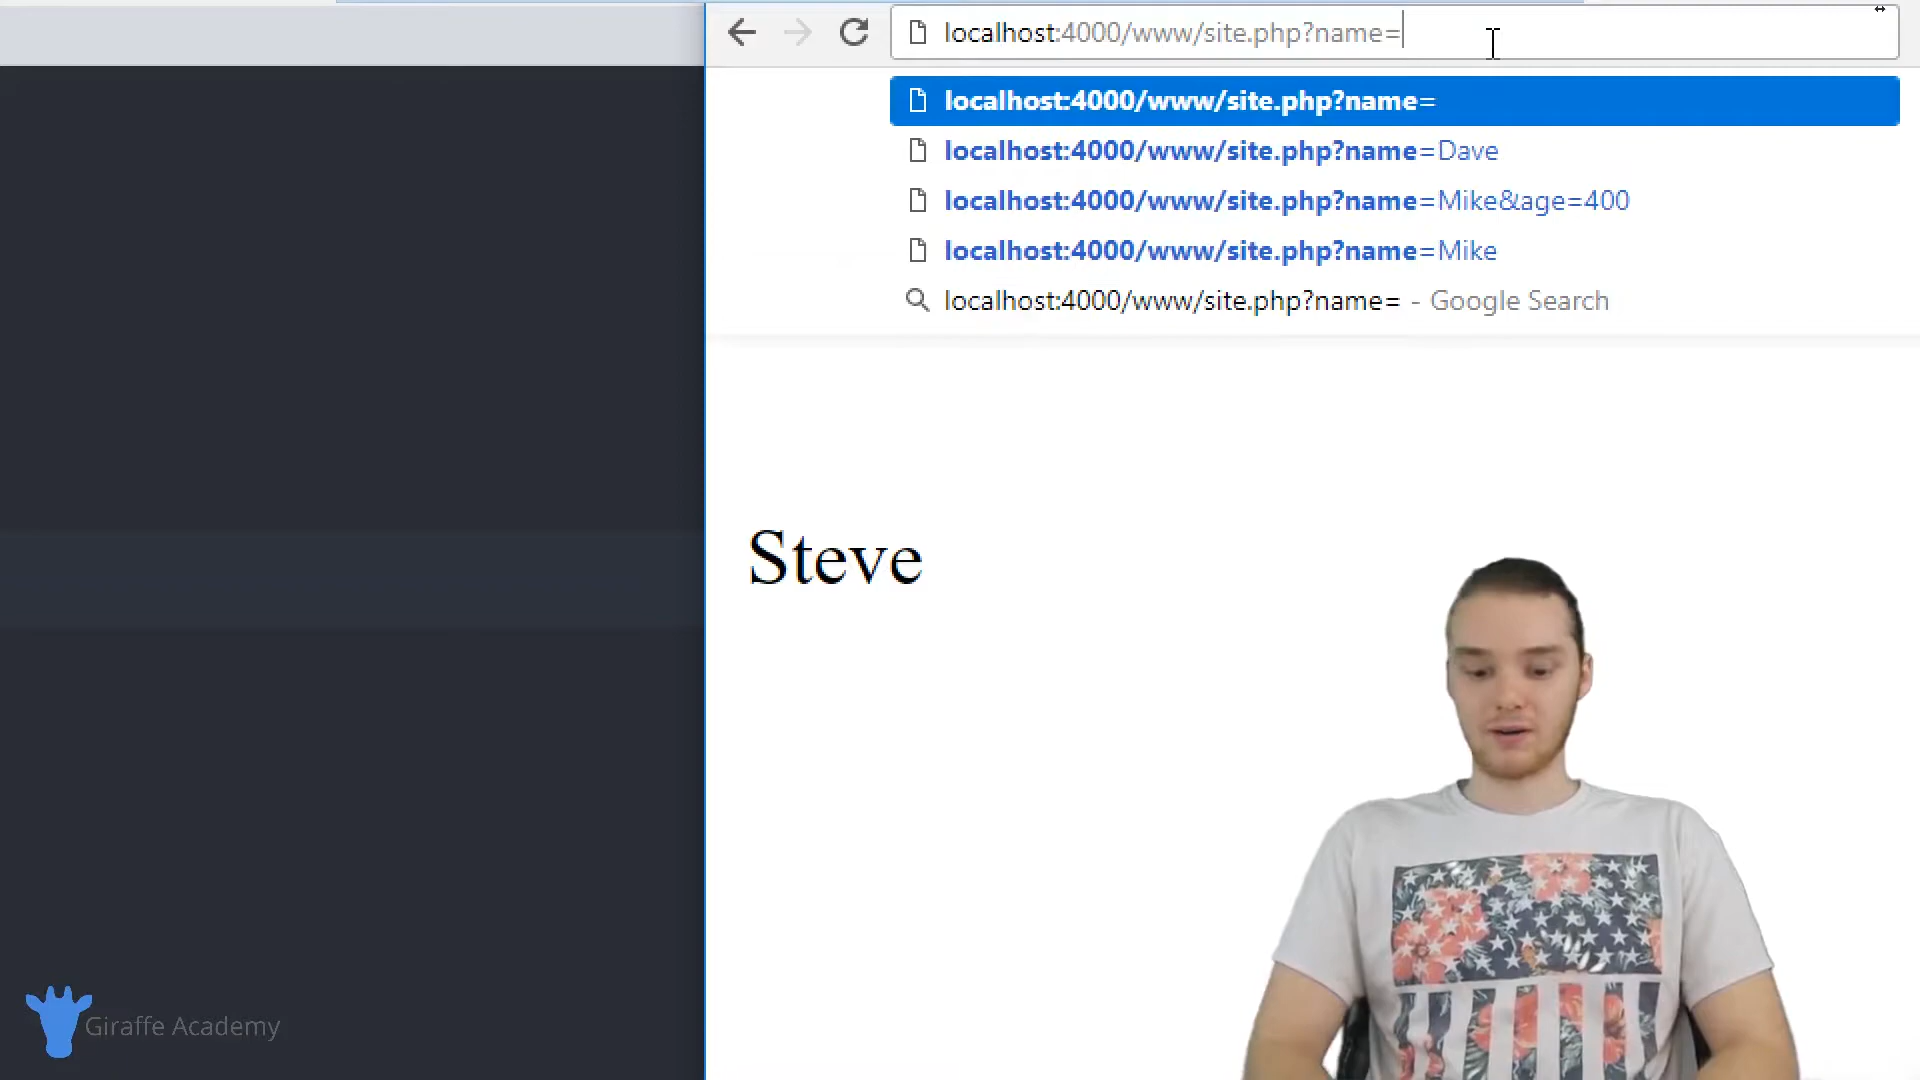 localhost:4000/www/site.php?name=
localhost:4000/www/site.php?name=
localhost:4000/www/site.php?name=Dave
localhost:4000/www/site.php?name=Mike&age=400
localhost:4000/www/site.php?name=Mike
localhost:4000/www/site.php?name= - Google Search
Steve
Giraffe Academy